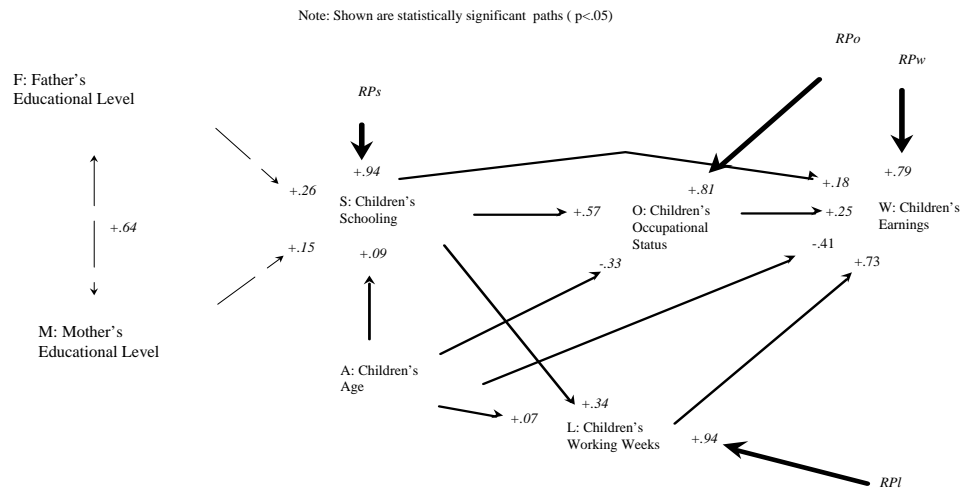 Note: Shown are statistically significant paths ( p<.05)
RPo
RPw
F: Father's
Educational Level
RPs
+.94
+.26
+.79
+.18
+.81
S: Children's
Schooling
+.57
O: Children's
Occupational
Status
+.25
W: Children's
Earnings
+.64
+.15
+.09
-.41
-.33
+.73
M: Mother's
Educational Level
A: Children's
Age
+.07
+.34
L: Children's
Working Weeks
+.94
RPl